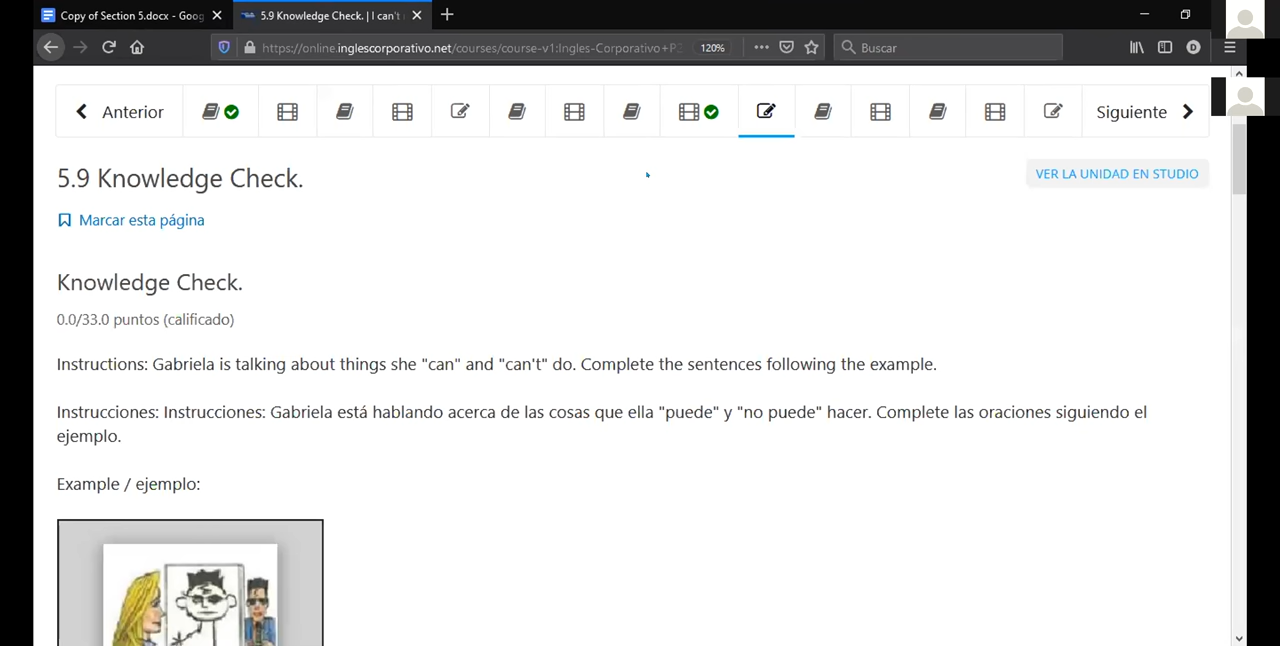 Copy of Section 5.docx - Goog
5.9 Knowledge Check. | I can't
https://online.inglescorporativo.net/courses/course-v1:Ingles-Corporativo+P3
120%
Buscar
D
Anterior
Siguiente
5.9 Knowledge Check.
VER LA UNIDAD EN STUDIO
Marcar esta página
Knowledge Check.
0.0/33.0 puntos (calificado)
Instructions: Gabriela is talking about things she "can" and "can't" do. Complete the sentences following the example.
Instrucciones: Instrucciones: Gabriela está hablando acerca de las cosas que ella "puede" y "no puede" hacer. Complete las oraciones siguiendo el
ejemplo.
Example / ejemplo: